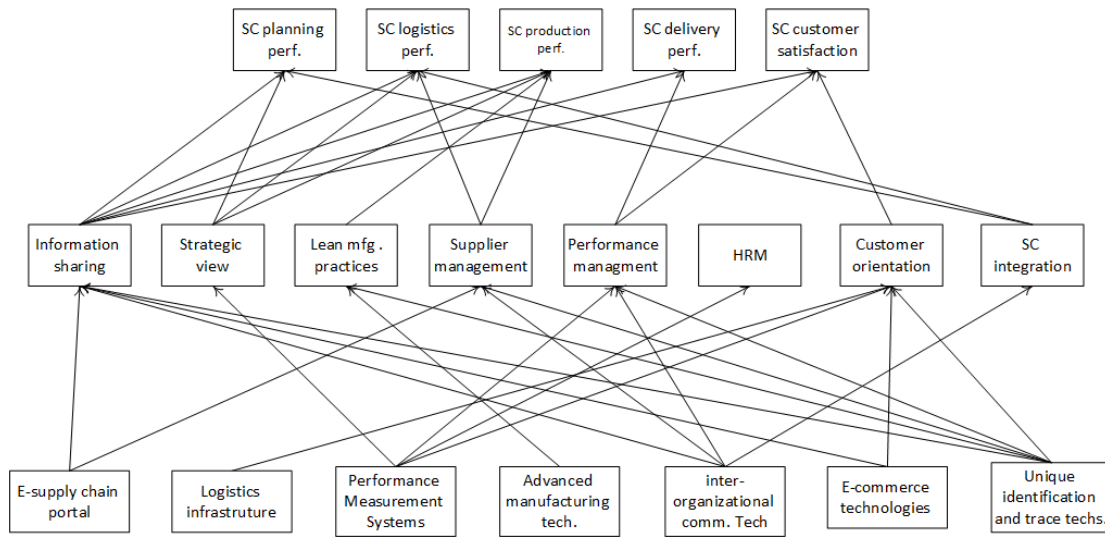 SC planning
perf.
SC logistics
perf.
SC production
perf.
SC delivery
perf.
SC customer
satisfaction
Information
sharing
Strategic
view
Lean mfg .
practices
Supplier
management
Performance
managment
HRM
Customer
orientation
SC
integration
E-supply chain
portal
Logistics
infrastruture
Performance
Measurement
Systems
Advanced
manufacturing
tech.
inter-
organizational
comm. Tech
E-commerce
technologies
Unique
identification
and trace techs.